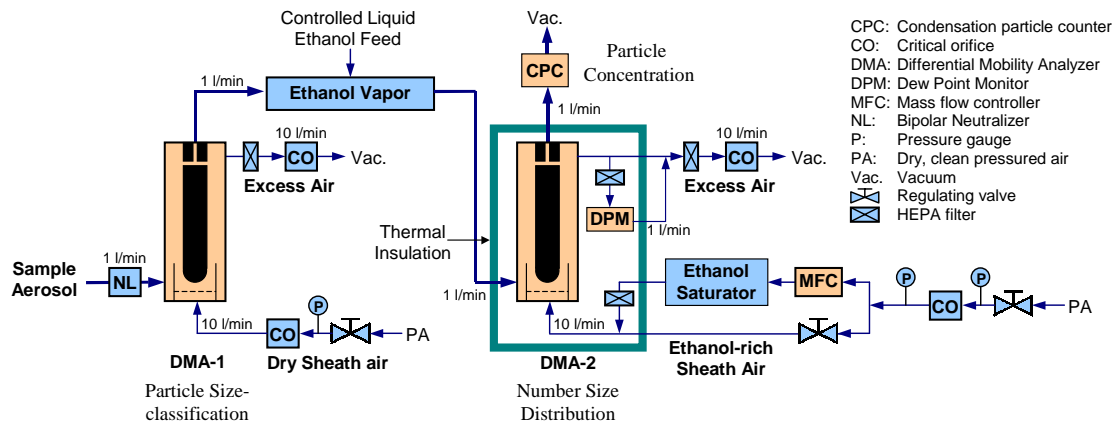 Controlled Liquid
Ethanol Feed
1 l/min
Ethanol Vapor
10 l/min
CO
Vac.
Excess Air
1 l/min
Sample
Aerosol
NL
10 l/min
CO
P
PA
DMA-1
Dry Sheath air
Particle Size-
classification
Vac.
CPC
Particle
Concentration
1 l/min
10 l/min
CO
Vac.
Excess Air
DPM
1 l/min
Thermal
Insulation
1 l/min
Ethanol
Saturator
MFC
P
P
CO
PA
10 l/min
DMA-2
Ethanol-rich
Sheath Air
Number Size
Distribution
CPC: Condensation particle counter
CO: Critical orifice
DMA: Differential Mobility Analyzer
DPM: Dew Point Monitor
MFC: Mass flow controller
NL: Bipolar Neutralizer
P: Pressure gauge
PA: Dry, clean pressured air
Vac. Vacuum
Regulating valve
HEPA filter